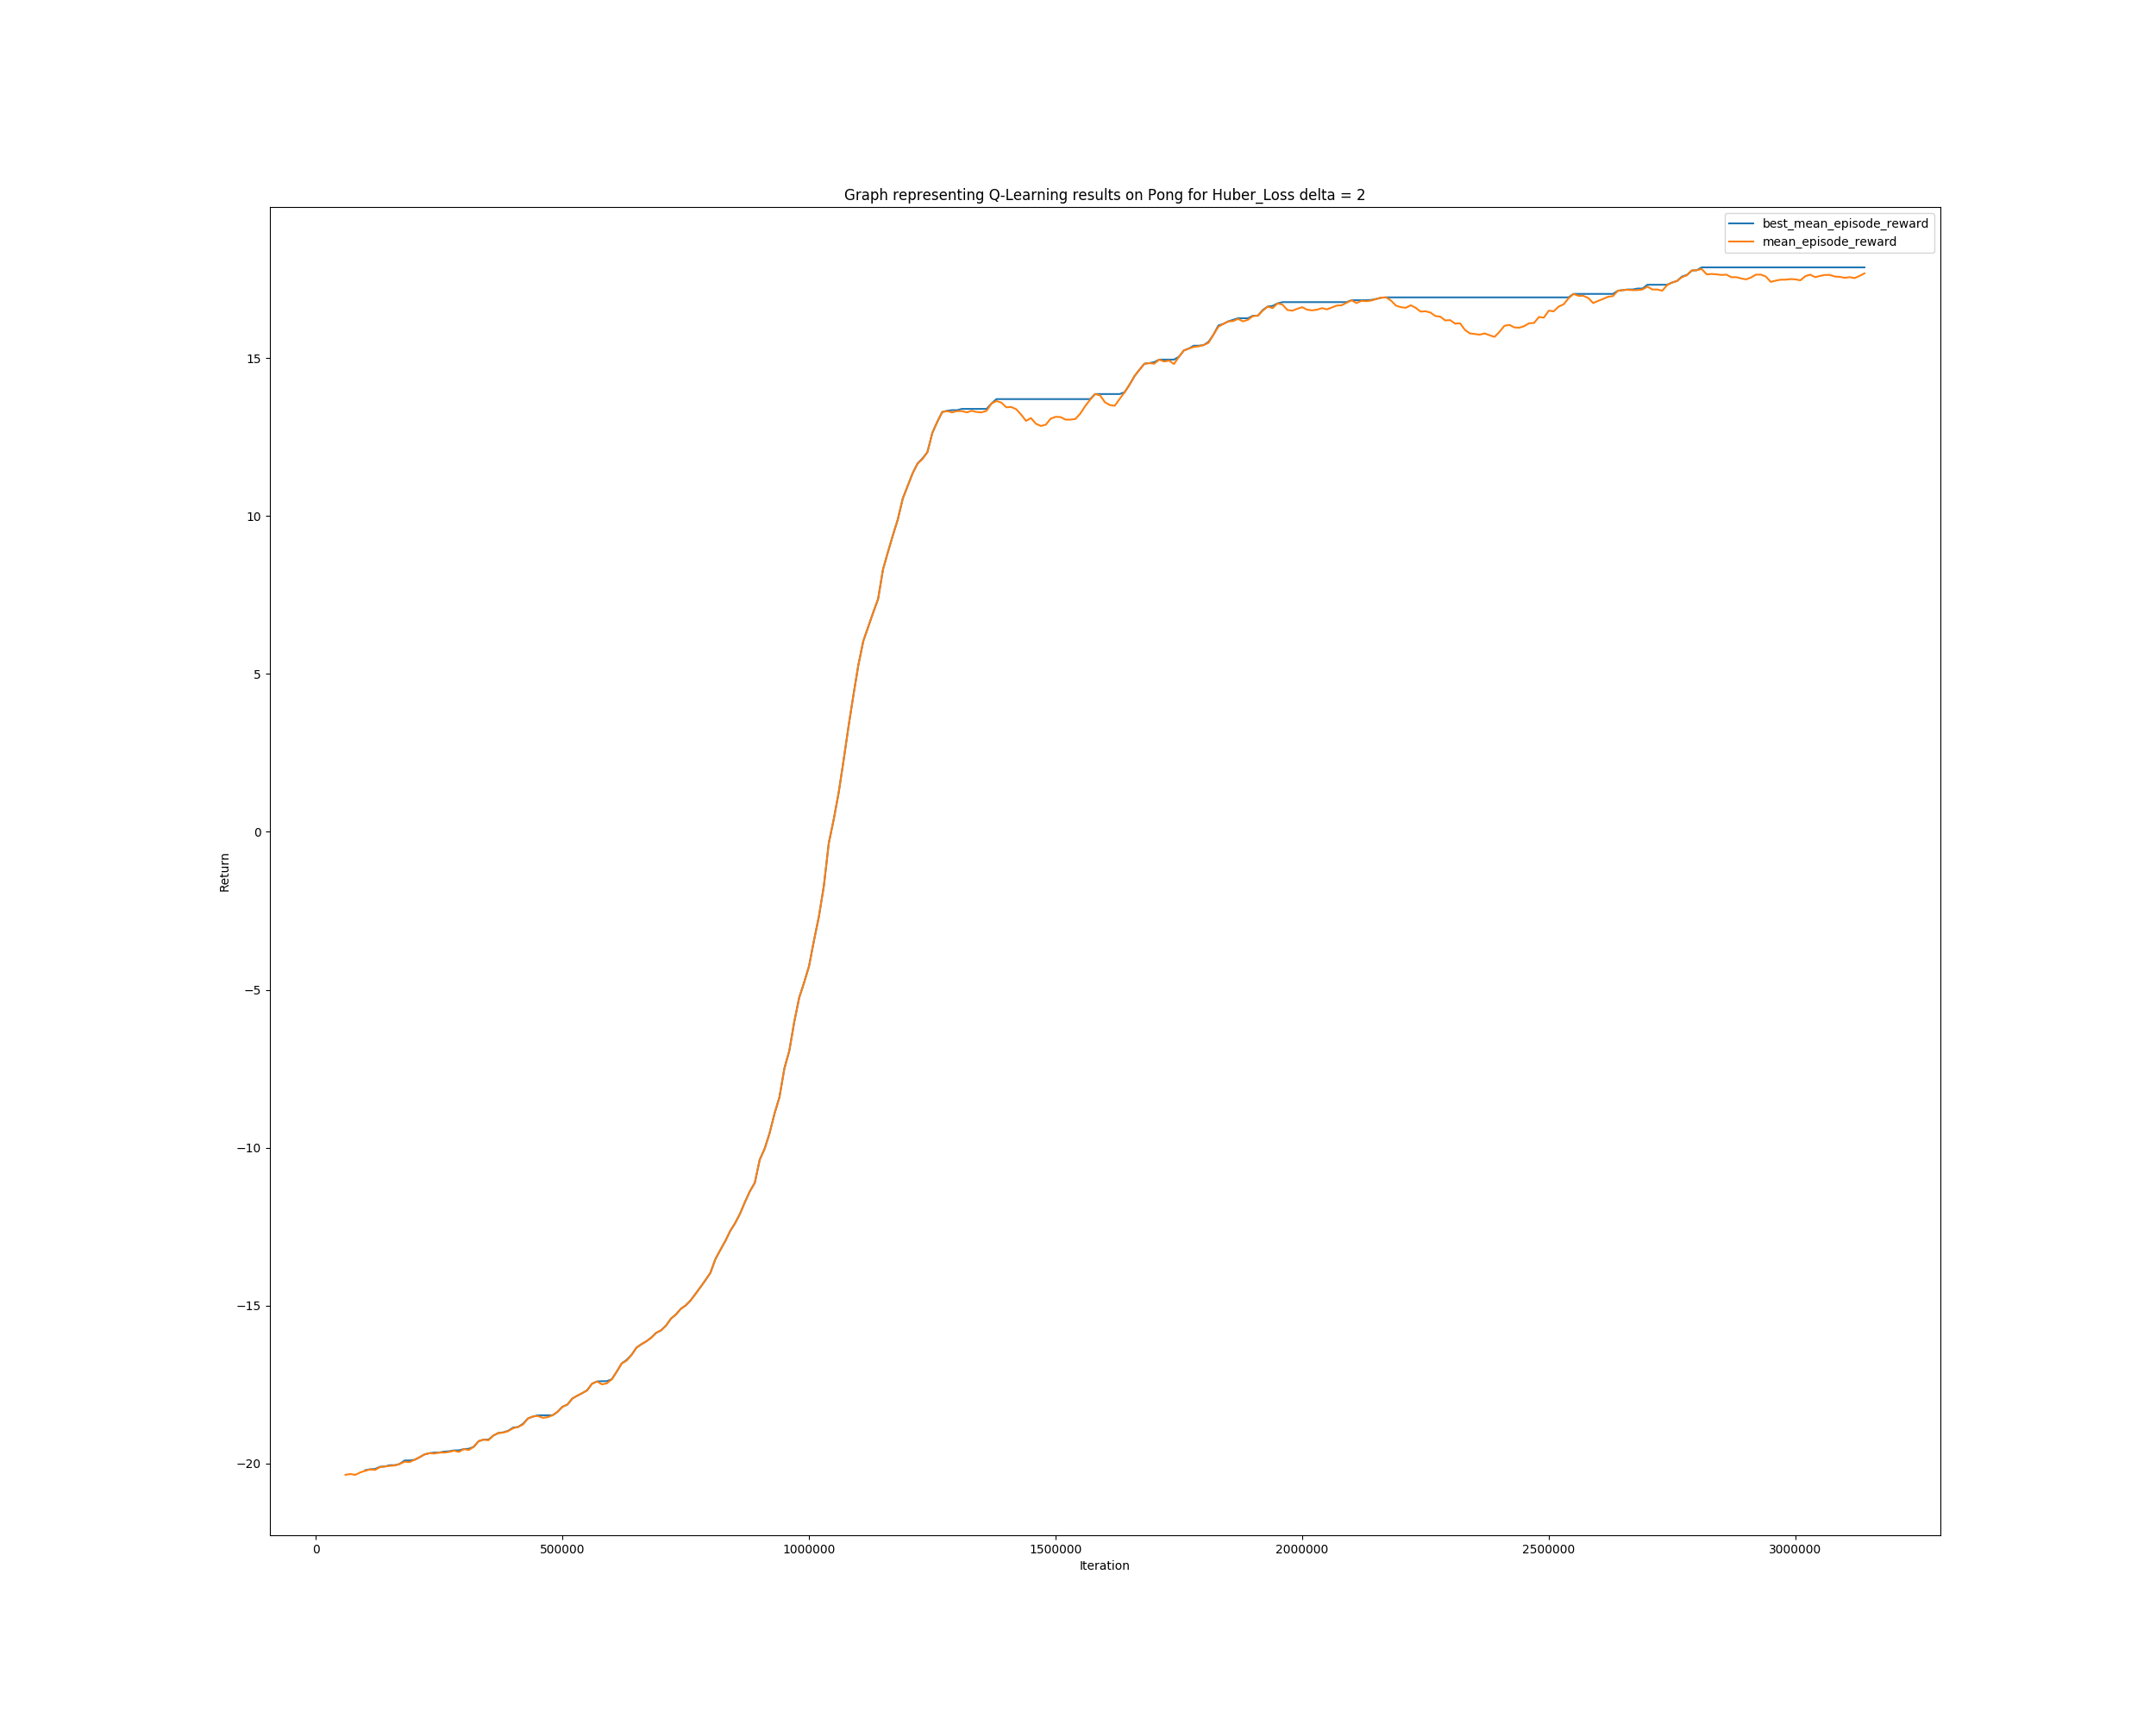 Graph representing Q-Learning results on Pong for Huber_Loss delta = 2
best_mean_episode_reward
mean_episode_reward
15
10
5
0
−5
−10
−15
−20
Return
0 500000 1000000 1500000 2000000 2500000 3000000
Iteration